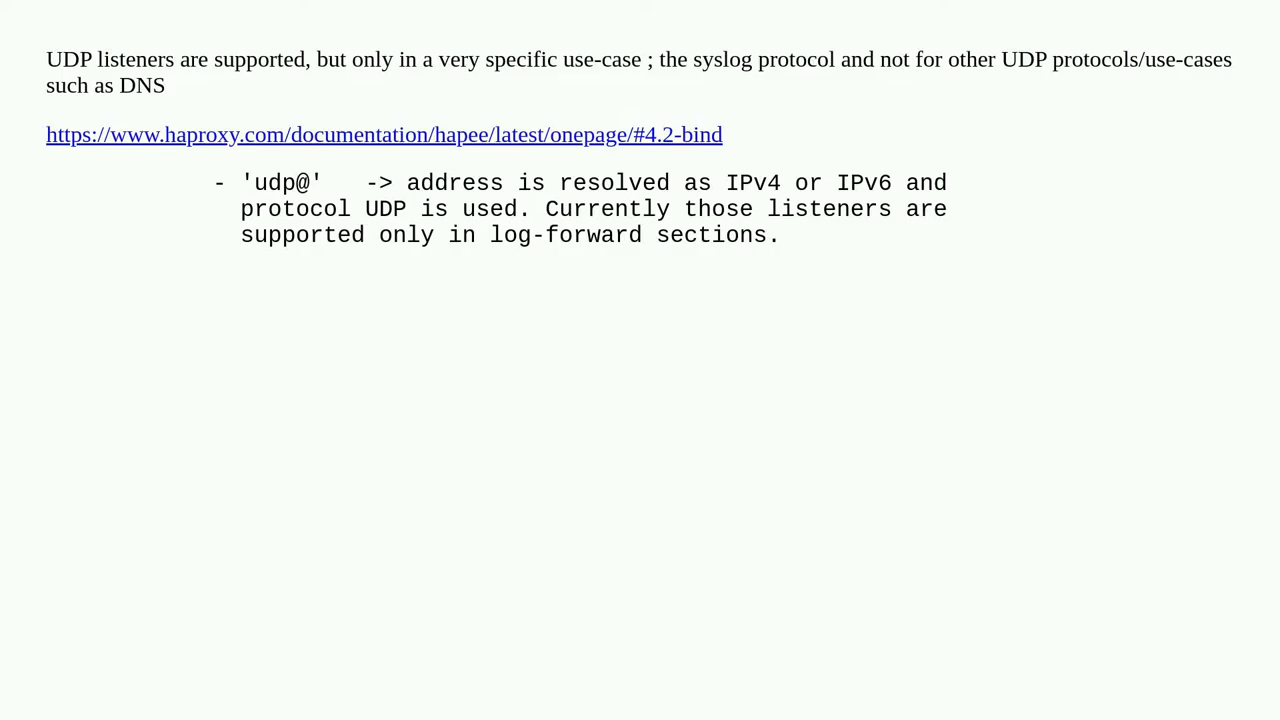 UDP listeners are supported, but only in a very specific use-case ; the syslog protocol and not for other UDP protocols/use-cases
such as DNS
https://www.haproxy.com/documentation/hapee/latest/onepage/#4.2-bind
- 'udp@'   -> address is resolved as IPv4 or IPv6 and
protocol UDP is used. Currently those listeners are
supported only in log-forward sections.